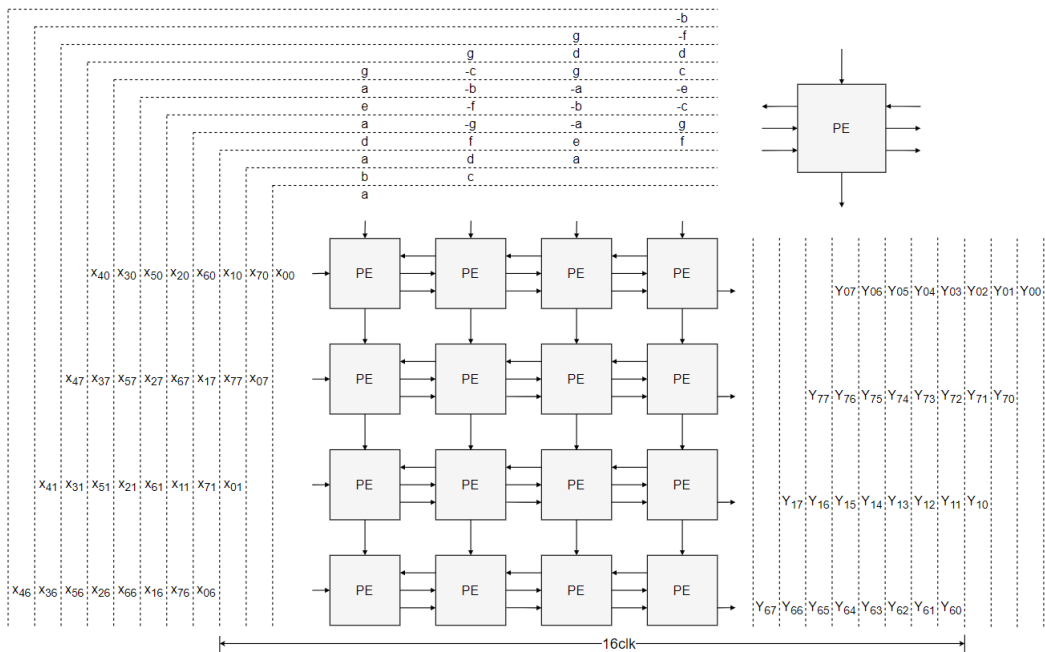 -b
g -f
g d d
g -c g c
a -b -a -e
e -f -b -c
a -g -a g
PE
d f e f
a d a
b c
a
x40 x30 x50 x20 x60 x10 x70 x00 PE PE PE PE
Y07 Y06 Y05 Y04 Y03 Y02 Y01 Y00
x47 x37 x57 x27 x67 x17 x77 x07 PE PE PE PE
Y77 Y76 Y75 Y74 Y73 Y72 Y71 Y70
x41 x31 x51 x21 x61 x11 x71 x01 PE PE PE PE
Y17 Y16 Y15 Y14 Y13 Y12 Y11 Y10
x46 x36 x56 x26 x66 x16 x76 x06 PE PE PE PE
Y67 Y66 Y65 Y64 Y63 Y62 Y61 Y60
16clk